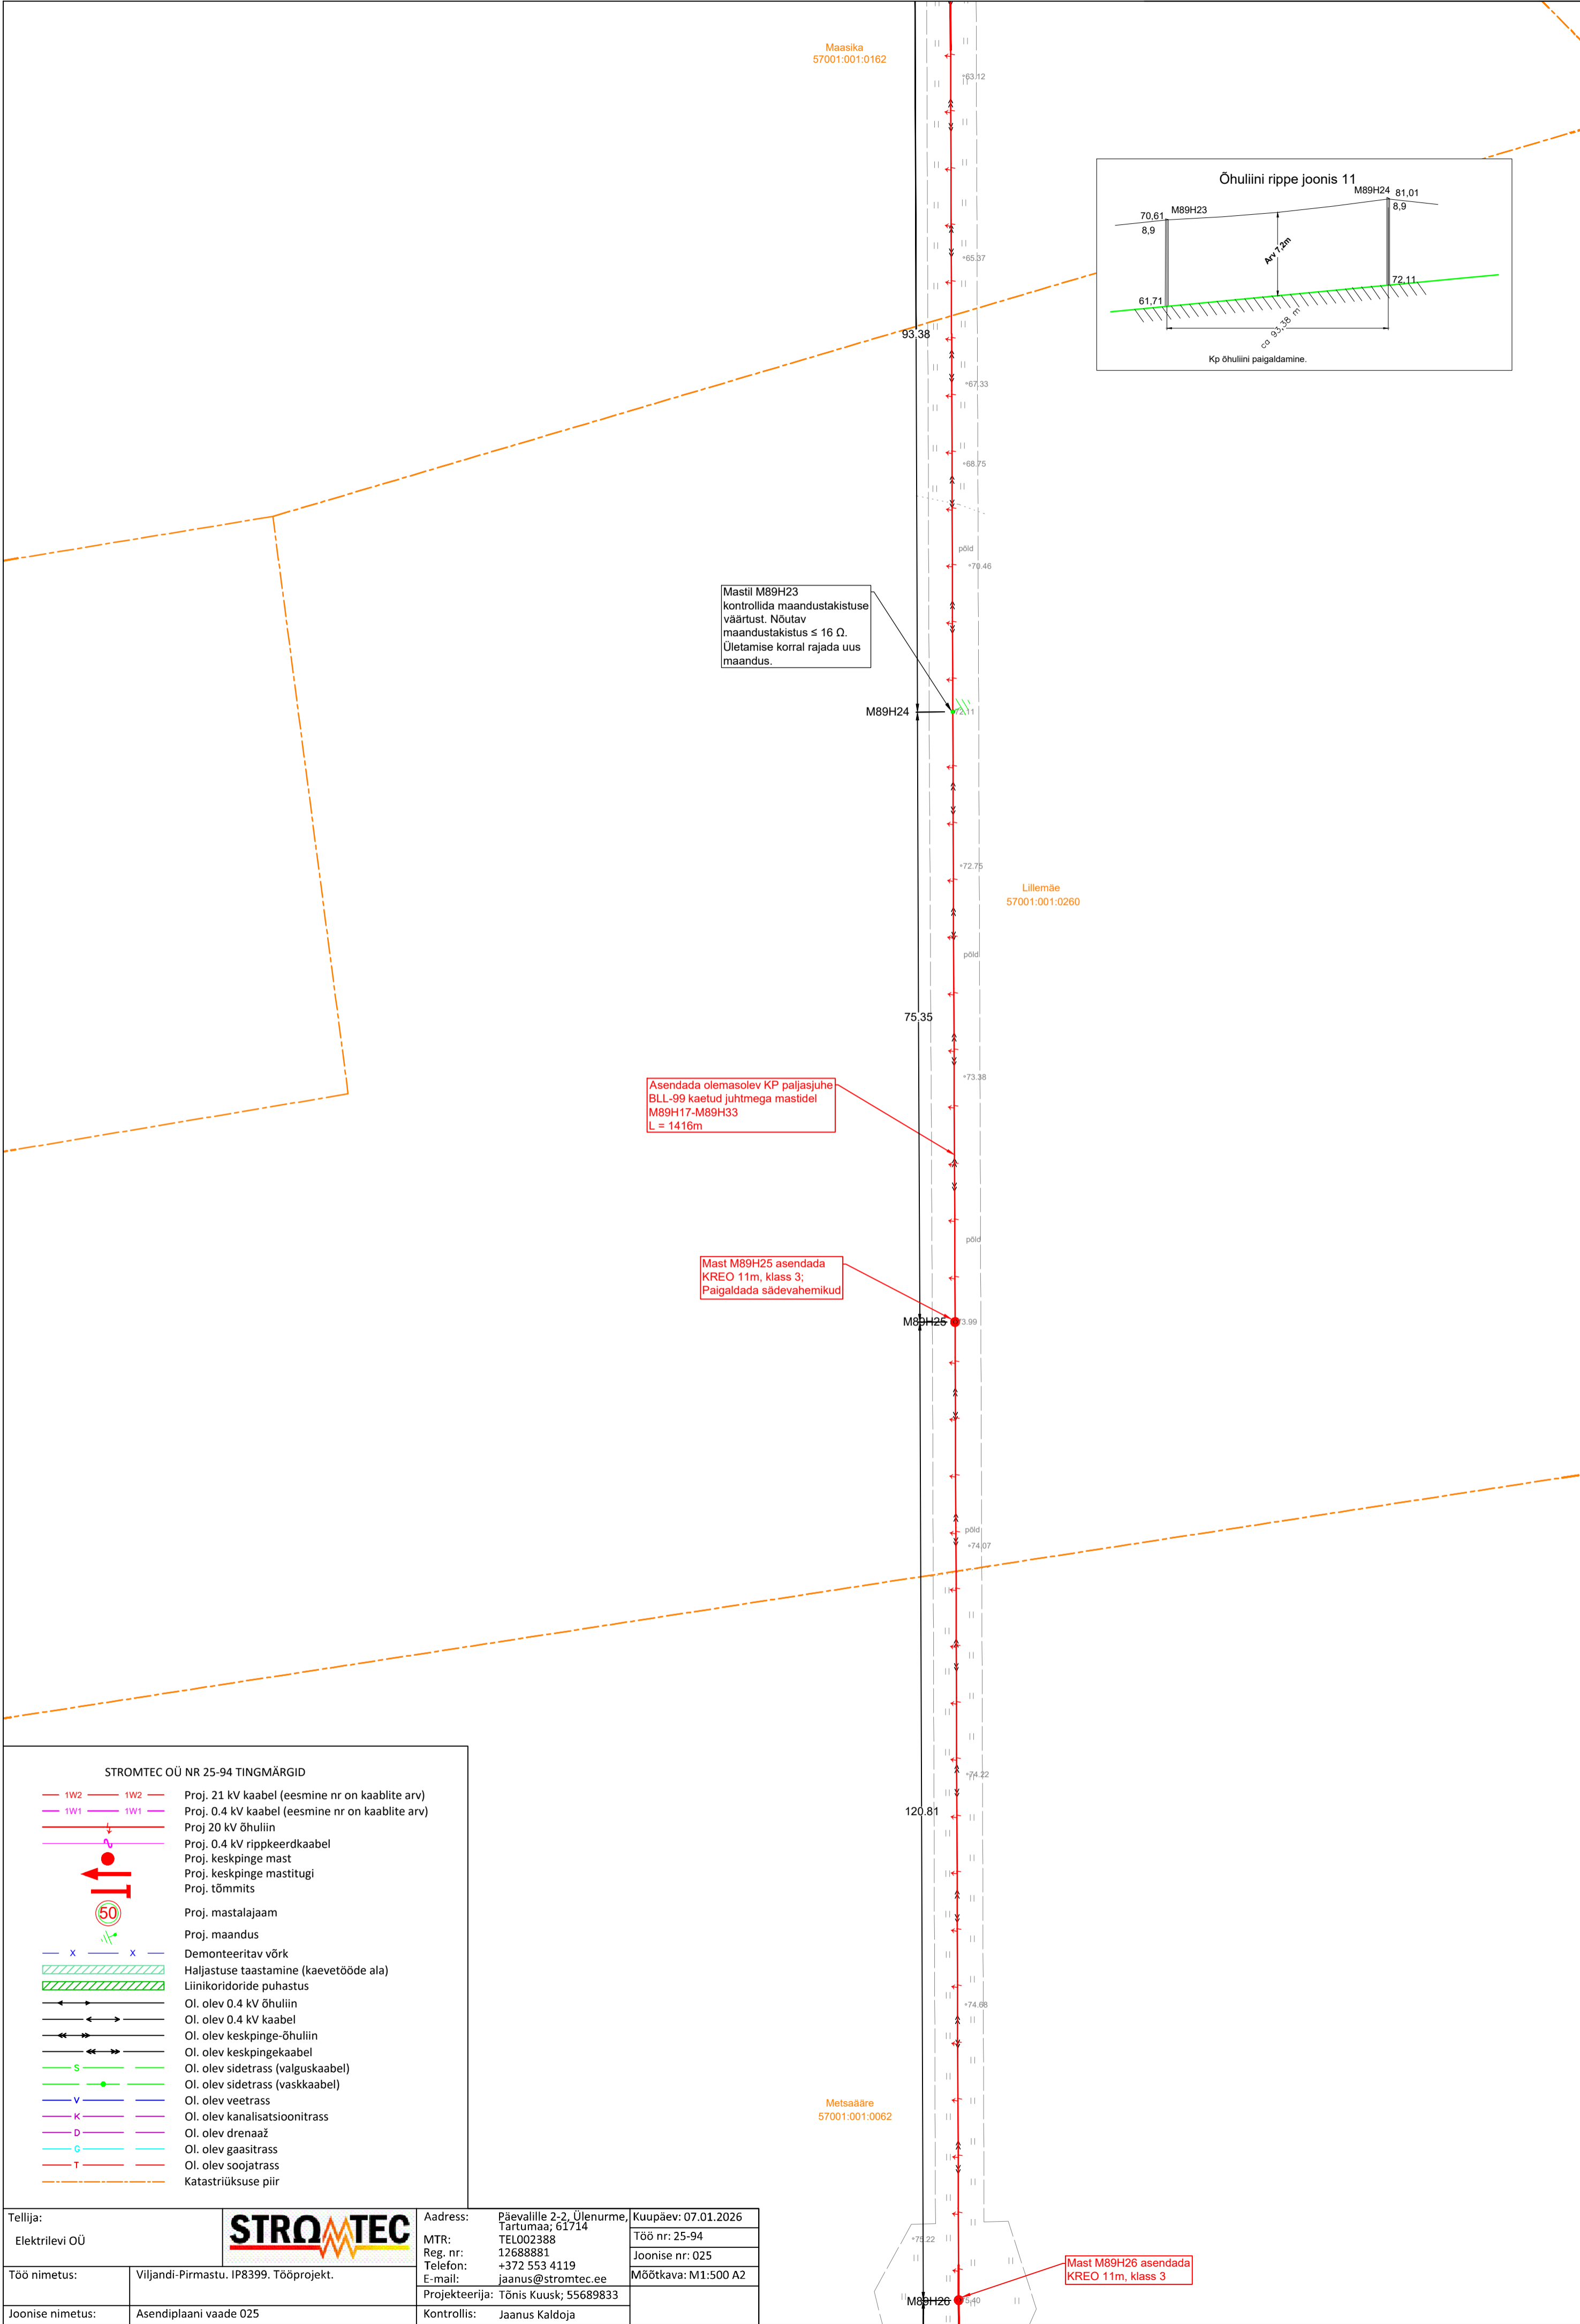 Maasika
57001:001:0162
+63.12
Õhuliini rippe joonis 11
M89H24 81,01
8,9
70,61 M89H23
8,9
Arv 7,2m
72,11
61,71
ca 93,38 m
Kp õhuliini paigaldamine.
+65.37
93.38
+67.33
+68.75
põld
+70.46
Mastil M89H23
kontrollida maandustakistuse
väärtust. Nõutav
maandustakistus ≤ 16 Ω.
Ületamise korral rajada uus
maandus.
M89H24
72.11
+72.75
Lillemäe
57001:001:0260
põld
75.35
+73.38
Asendada olemasolev KP paljasjuhe
BLL-99 kaetud juhtmega mastidel
M89H17-M89H33
L = 1416m
põld
Mast M89H25 asendada
KREO 11m, klass 3;
Paigaldada sädevahemikud
M89H25
73.99
põld
+74.07
+74.22
120.81
+74.68
Metsaääre
57001:001:0062
+75.22
Mast M89H26 asendada
KREO 11m, klass 3
M89H26
75.40
STROMTEC OÜ NR 25-94 TINGMÄRGID
1W2 1W2 Proj. 21 kV kaabel (eesmine nr on kaablite arv)
1W1 1W1 Proj. 0.4 kV kaabel (eesmine nr on kaablite arv)
Proj 20 kV õhuliin
Proj. 0.4 kV rippkeerdkaabel
Proj. keskpinge mast
Proj. keskpinge mastitugi
Proj. tõmmits
50 Proj. mastalajaam
Proj. maandus
X X Demonteeritav võrk
Haljastuse taastamine (kaevetööde ala)
Liinikoridoride puhastus
Ol. olev 0.4 kV õhuliin
Ol. olev 0.4 kV kaabel
Ol. olev keskpinge-õhuliin
Ol. olev keskpingekaabel
S Ol. olev sidetrass (valguskaabel)
Ol. olev sidetrass (vaskkaabel)
V Ol. olev veetrass
K Ol. olev kanalisatsioonitrass
D Ol. olev drenaaž
G Ol. olev gaasitrass
T Ol. olev soojatrass
Katastriüksuse piir
Tellija:
Elektrilevi OÜ
STROMTEC
Aadress: Päevalille 2-2, Ülenurme,
Tartumaa; 61714
MTR: TEL002388
Reg. nr: 12688881
Telefon: +372 553 4119
E-mail: jaanus@stromtec.ee
Kuupäev: 07.01.2026
Töö nr: 25-94
Joonise nr: 025
Mõõtkava: M1:500 A2
Töö nimetus: Viljandi-Pirmastu. IP8399. Tööprojekt.
Projekteerija: Tõnis Kuusk; 55689833
Joonise nimetus: Asendiplaani vaade 025
Kontrollis: Jaanus Kaldoja